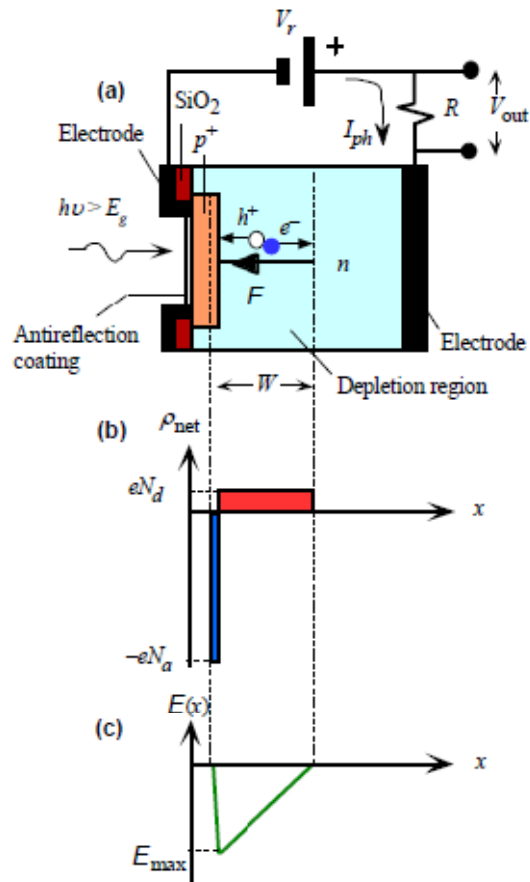 V_r
+
(a)
SiO₂
Electrode
p⁺
I_ph
R
V_out
hυ > E_g
h⁺
e⁻
n
F
Antireflection
coating
Electrode
W
Depletion region
(b)
ρ_net
eN_d
x
−eN_a
E(x)
(c)
x
E_max